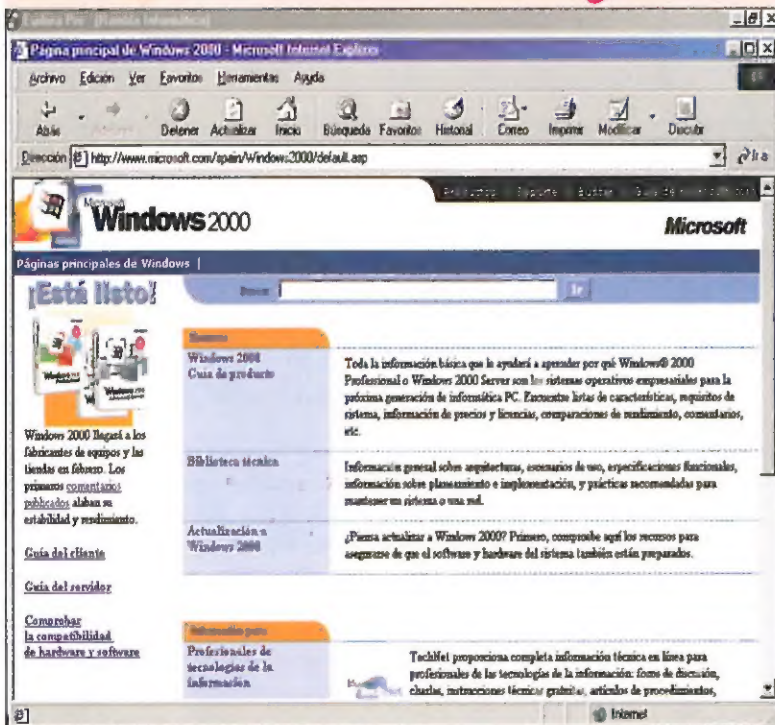 Página principal de Windows 2000 - Microsoft Internet Explorer
Archivo Edición Ver Favoritos Herramientas Ayuda
Atrás Detener Actualizar Inicio Búsqueda Favoritos Historial Correo Imprimir Modificar Discutir
Dirección http://www.microsoft.com/spain/Windows2000/default.asp Ir a
Microsoft
Windows 2000
Microsoft
Páginas principales de Windows |
¡Está listo!
Buscar Ir
Windows 2000 llegará a los
fabricantes de equipos y las
tiendas en febrero. Los
primeros comentarios
publicados alaban su
estabilidad y rendimiento.
Guía del cliente
Guía del servidor
Comprobar
la compatibilidad
de hardware y software
Recursos
Windows 2000
Guía de producto
Toda la información básica que le ayudará a aprender por qué Windows® 2000
Professional o Windows 2000 Server son los sistemas operativos empresariales para la
próxima generación de informática PC. Encuentre listas de características, requisitos de
sistema, información de precios y licencias, comparaciones de rendimiento, comentarios,
etc.
Biblioteca técnica
Información general sobre arquitecturas, escenarios de uso, especificaciones funcionales,
información sobre planeamiento e implementación, y prácticas recomendadas para
mantener un sistema o una red.
Actualización a
Windows 2000
¿Piensa actualizar a Windows 2000? Primero, compruebe aquí los recursos para
asegurarse de que el software y hardware del sistema también están preparados.
Información para
Profesionales de
tecnologías de la
información
TechNet proporciona completa información técnica en línea para
profesionales de las tecnologías de la información: foros de discusión,
charlas, instrucciones técnicas gratuitas, artículos de procedimientos,
Internet